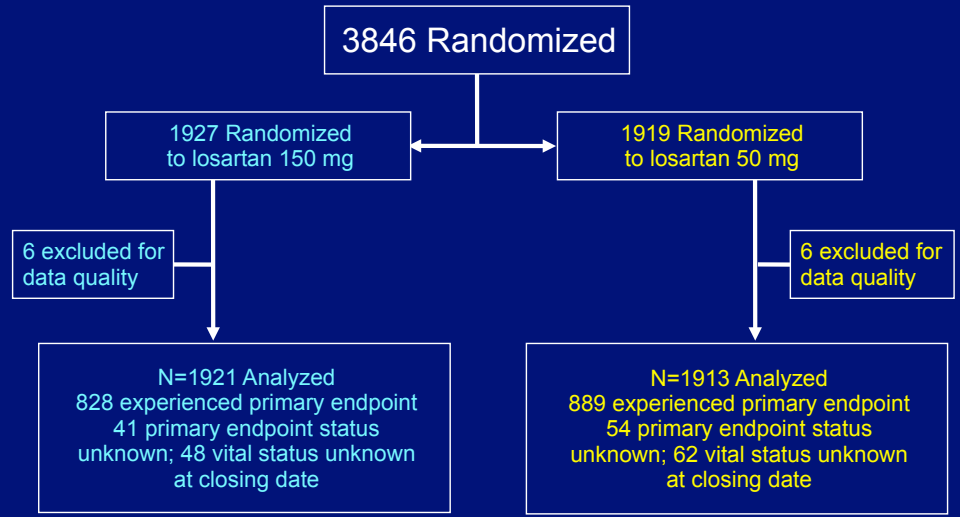 3846 Randomized
1927 Randomized
to losartan 150 mg
1919 Randomized
to losartan 50 mg
6 excluded for
data quality
6 excluded for
data quality
N=1921 Analyzed
828 experienced primary endpoint
41 primary endpoint status
unknown; 48 vital status unknown
at closing date
N=1913 Analyzed
889 experienced primary endpoint
54 primary endpoint status
unknown; 62 vital status unknown
at closing date